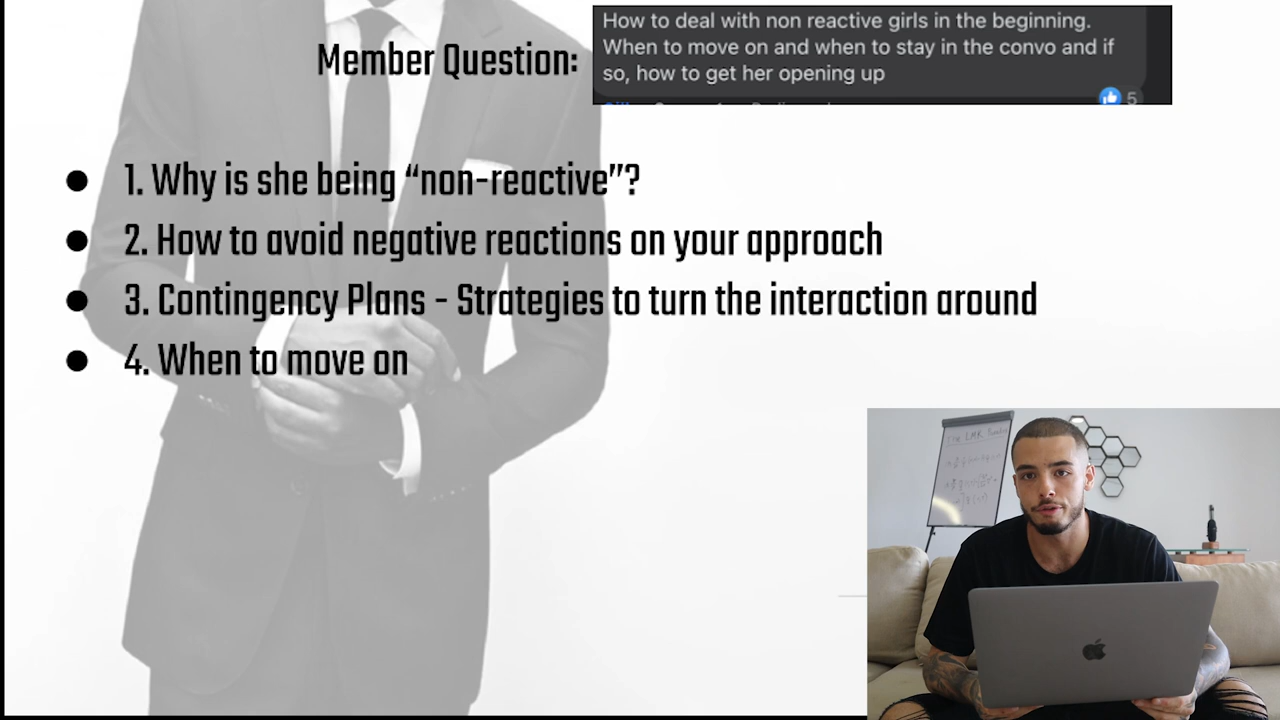 Member Question:
How to deal with non reactive girls in the beginning.
When to move on and when to stay in the convo and if
so, how to get her opening up
5
1. Why is she being “non-reactive”?
2. How to avoid negative reactions on your approach
3. Contingency Plans - Strategies to turn the interaction around
4. When to move on
The LMR